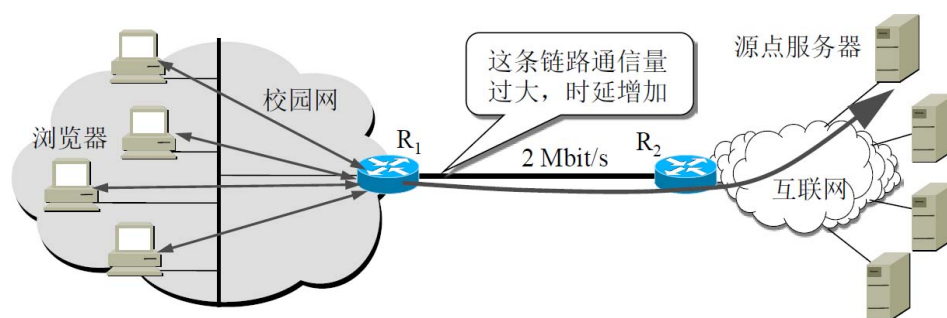 源点服务器
这条链路通信量
过大，时延增加
校园网
浏览器
R₁
2 Mbit/s
R₂
互联网